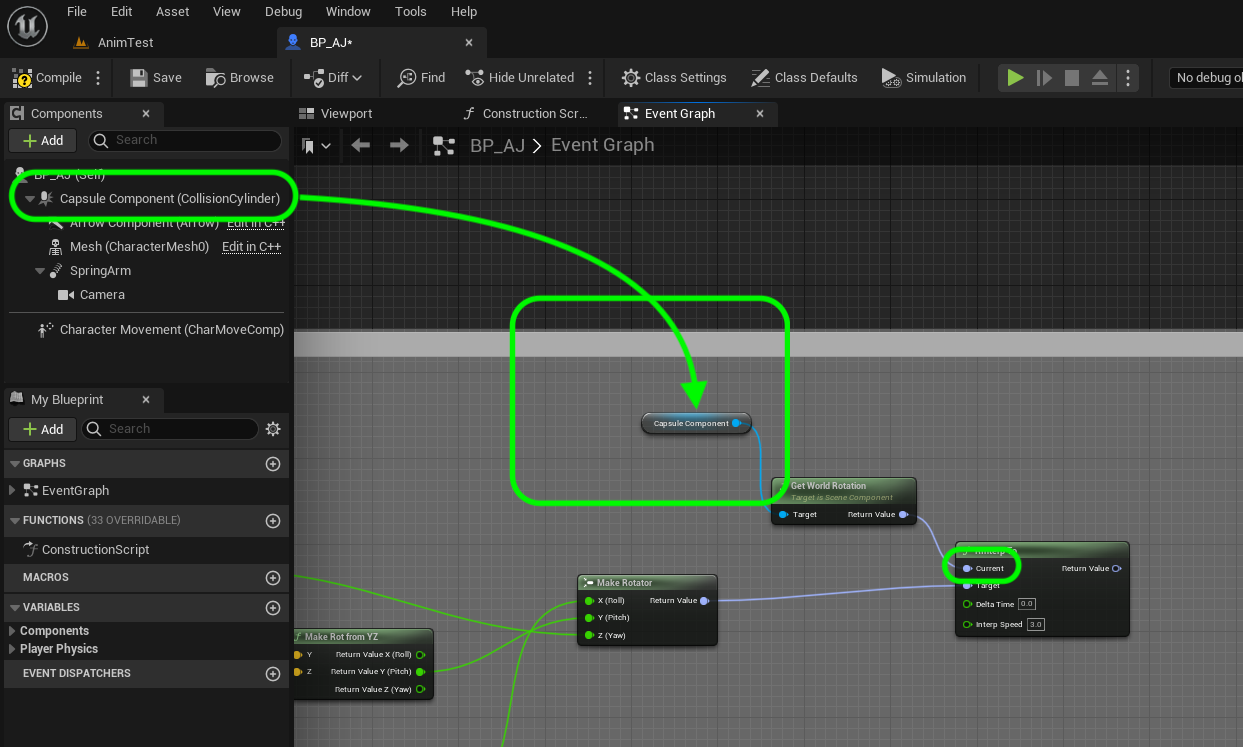 File Edit Asset View Debug Window Tools Help
AnimTest
BP_AJ*
Compile Save Browse Diff Find Hide Unrelated Class Settings Class Defaults Simulation No debug ob
Components
Viewport
Construction Scr...
Event Graph
Add
Search
BP_AJ > Event Graph
BP_AJ (Self)
Capsule Component (CollisionCylinder)
Arrow Component (Arrow) Edit in C++
Mesh (CharacterMesh0) Edit in C++
SpringArm
Camera
Character Movement (CharMoveComp)
My Blueprint
Add
Search
GRAPHS
EventGraph
FUNCTIONS (33 OVERRIDABLE)
ConstructionScript
MACROS
VARIABLES
Components
Player Physics
EVENT DISPATCHERS
Capsule Component
Get World Rotation
Target is Scene Component
Target Return Value
Current Return Value
Target
Delta Time 0.0
Interp Speed 3.0
Make Rotator
X (Roll) Return Value
Y (Pitch)
Z (Yaw)
Make Rot from YZ
Y Return Value X (Roll)
Z Return Value Y (Pitch)
Return Value Z (Yaw)